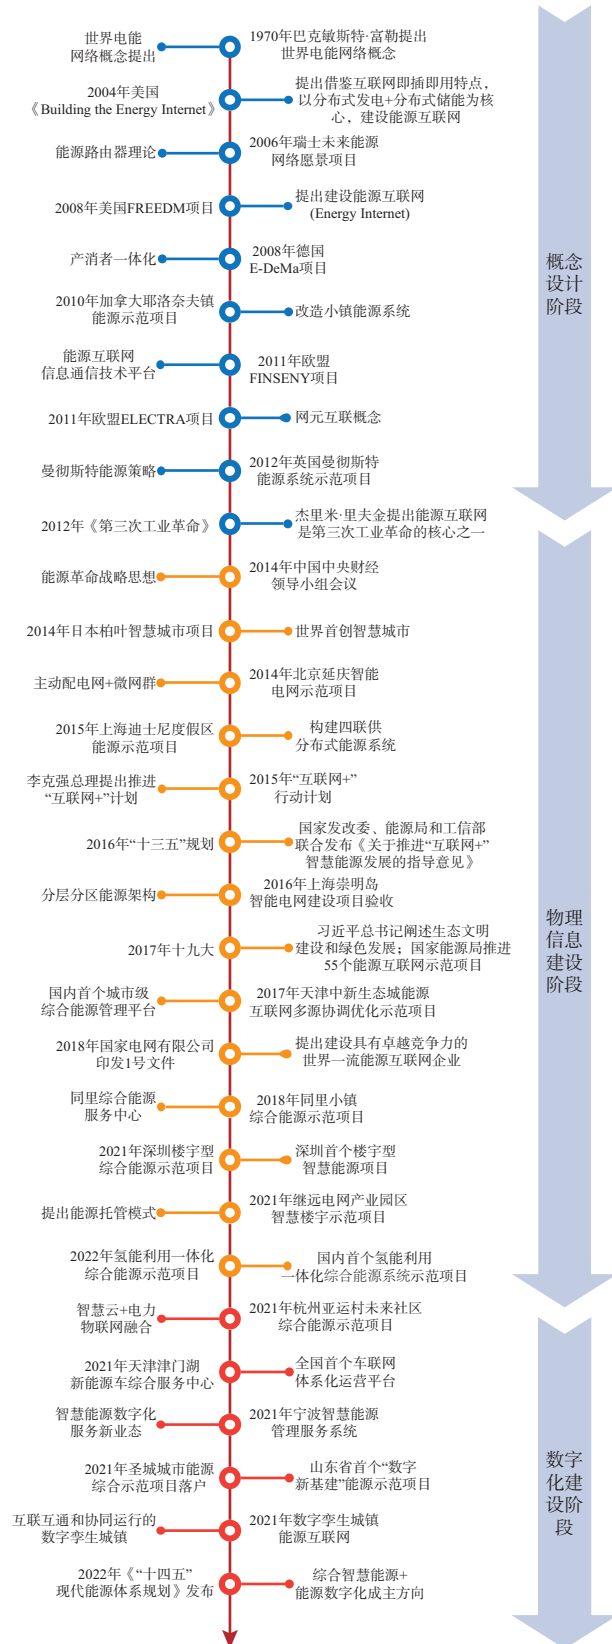 世界电能
网络概念提出
1970年巴克敏斯特·富勒提出
世界电能网络概念
2004年美国
《Building the Energy Internet》
提出借鉴互联网即插即用特点，
以分布式发电+分布式储能为核
心，建设能源互联网
能源路由器理论
2006年瑞士未来能源
网络愿景项目
2008年美国FREEDM项目
提出建设能源互联网
(Energy Internet)
产消者一体化
2008年德国
E-DeMa项目
2010年加拿大耶洛奈夫镇
能源示范项目
改造小镇能源系统
能源互联网
信息通信技术平台
2011年欧盟
FINSENY项目
2011年欧盟ELECTRA项目
网元互联概念
曼彻斯特能源策略
2012年英国曼彻斯特
能源系统示范项目
2012年《第三次工业革命》
杰里米·里夫金提出能源互联网
是第三次工业革命的核心之一
概念
设计
阶段
能源革命战略思想
2014年中国中央财经
领导小组会议
2014年日本柏叶智慧城市项目
世界首创智慧城市
主动配电网+微网群
2014年北京延庆智能
电网示范项目
2015年上海迪士尼度假区
能源示范项目
构建四联供
分布式能源系统
李克强总理提出推进
“互联网+”计划
2015年“互联网+”
行动计划
2016年“十三五”规划
国家发改委、能源局和工信部
联合发布《关于推进“互联网+”
智慧能源发展的指导意见》
分层分区能源架构
2016年上海崇明岛
智能电网建设项目验收
2017年十九大
习近平总书记阐述生态文明
建设和绿色发展；国家能源局推进
55个能源互联网示范项目
国内首个城市级
综合能源管理平台
2017年天津中新生态城能源
互联网多源协调优化示范项目
2018年国家电网有限公司
印发1号文件
提出建设具有卓越竞争力的
世界一流能源互联网企业
同里综合能源
服务中心
2018年同里小镇
综合能源示范项目
2021年深圳楼宇型
综合能源示范项目
深圳首个楼宇型
智慧能源项目
提出能源托管模式
2021年继远电网产业园区
智慧楼宇示范项目
2022年氢能利用一体化
综合能源示范项目
国内首个氢能利用
一体化综合能源系统示范项目
物理
信息
建设
阶段
智慧云+电力
物联网融合
2021年杭州亚运村未来社区
综合能源示范项目
2021年天津津门湖
新能源车综合服务中心
全国首个车联网
体系化运营平台
智慧能源数字化
服务新业态
2021年宁波智慧能源
管理服务系统
2021年圣城城市能源
综合示范项目落户
山东省首个“数字
新基建”能源示范项目
互联互通和协同运行的
数字孪生城镇
2021年数字孪生城镇
能源互联网
2022年《“十四五”
现代能源体系规划》发布
综合智慧能源+
能源数字化成主方向
数字
化建
设阶
段